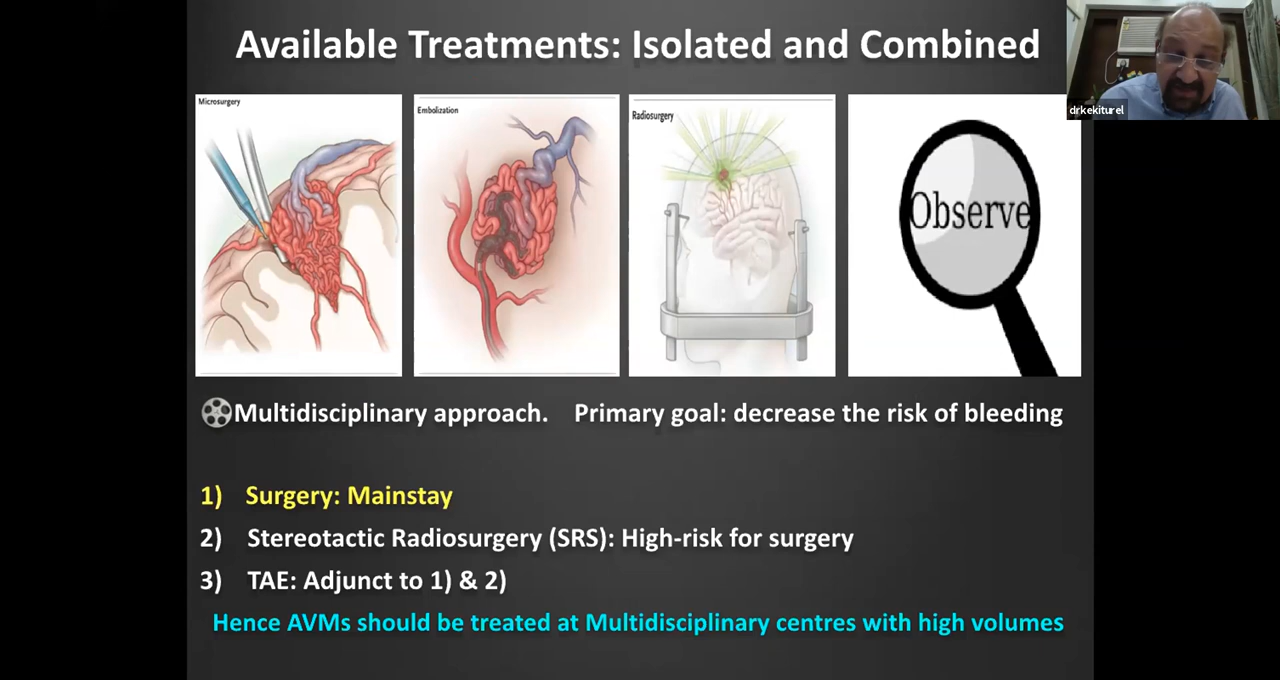 Available Treatments: Isolated and Combined
drkekiturel
Microsurgery
Embolization
Radiosurgery
Observe
Multidisciplinary approach. Primary goal: decrease the risk of bleeding
1) Surgery: Mainstay
2) Stereotactic Radiosurgery (SRS): High-risk for surgery
3) TAE: Adjunct to 1) & 2)
Hence AVMs should be treated at Multidisciplinary centres with high volumes